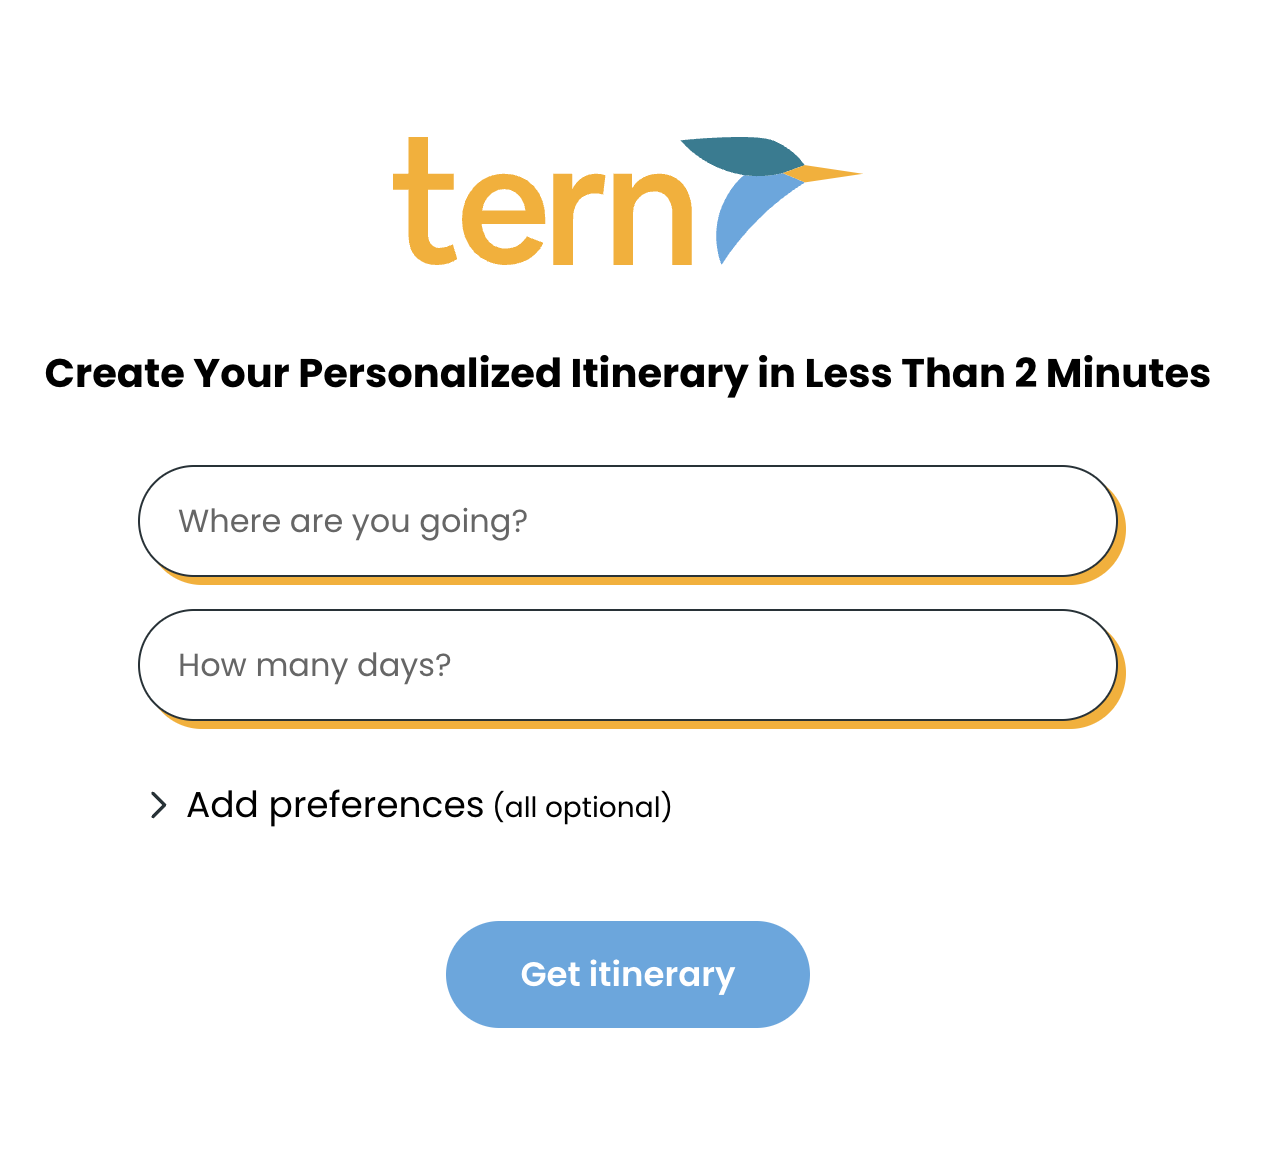 tern
Create Your Personalized Itinerary in Less Than 2 Minutes
Where are you going?
How many days?
Add preferences (all optional)
Get itinerary